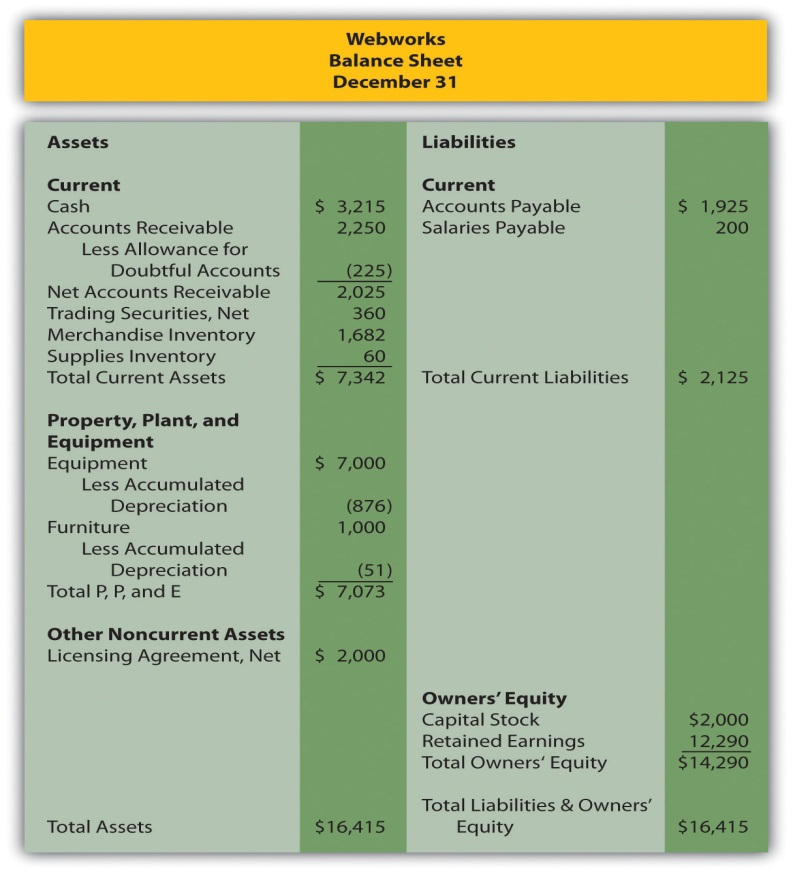 Webworks
Balance Sheet
December 31
Assets
Liabilities
Current
Current
Cash $ 3,215
Accounts Payable $ 1,925
Accounts Receivable 2,250
Salaries Payable 200
Less Allowance for
Doubtful Accounts (225)
Net Accounts Receivable 2,025
Trading Securities, Net 360
Merchandise Inventory 1,682
Supplies Inventory 60
Total Current Assets $ 7,342
Total Current Liabilities $ 2,125
Property, Plant, and
Equipment
Equipment $ 7,000
Less Accumulated
Depreciation (876)
Furniture 1,000
Less Accumulated
Depreciation (51)
Total P, P, and E $ 7,073
Other Noncurrent Assets
Licensing Agreement, Net $ 2,000
Owners’ Equity
Capital Stock $2,000
Retained Earnings 12,290
Total Owners‘ Equity $14,290
Total Liabilities & Owners’
Total Assets $16,415
Equity $16,415